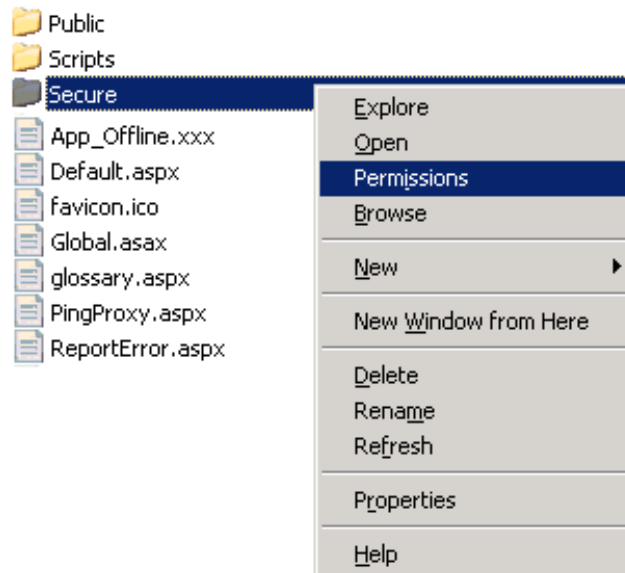 Public
Scripts
Secure
App_Offline.xxx
Default.aspx
favicon.ico
Global.asax
glossary.aspx
PingProxy.aspx
ReportError.aspx
Explore
Open
Permissions
Browse
New
New Window from Here
Delete
Rename
Refresh
Properties
Help